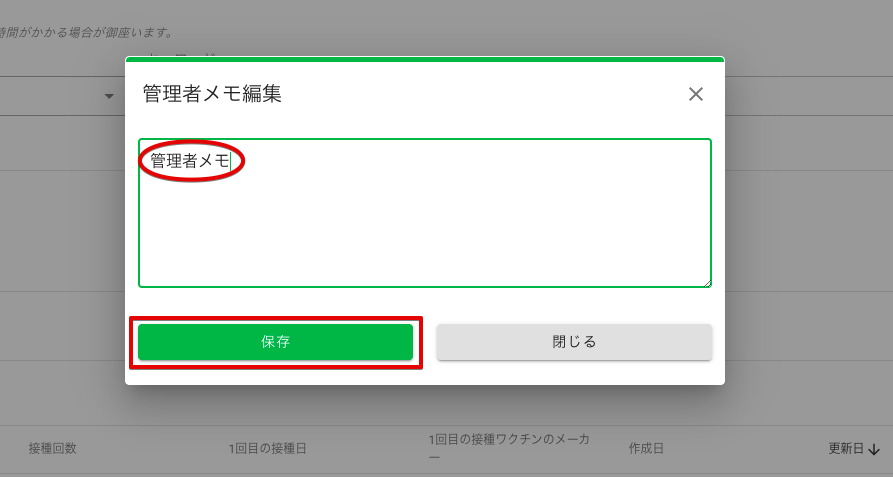 時間がかかる場合が御座います。
管理者メモ編集
管理者メモ
保存
閉じる
接種回数
1回目の接種日
1回目の接種ワクチンのメーカ
ー
作成日
更新日